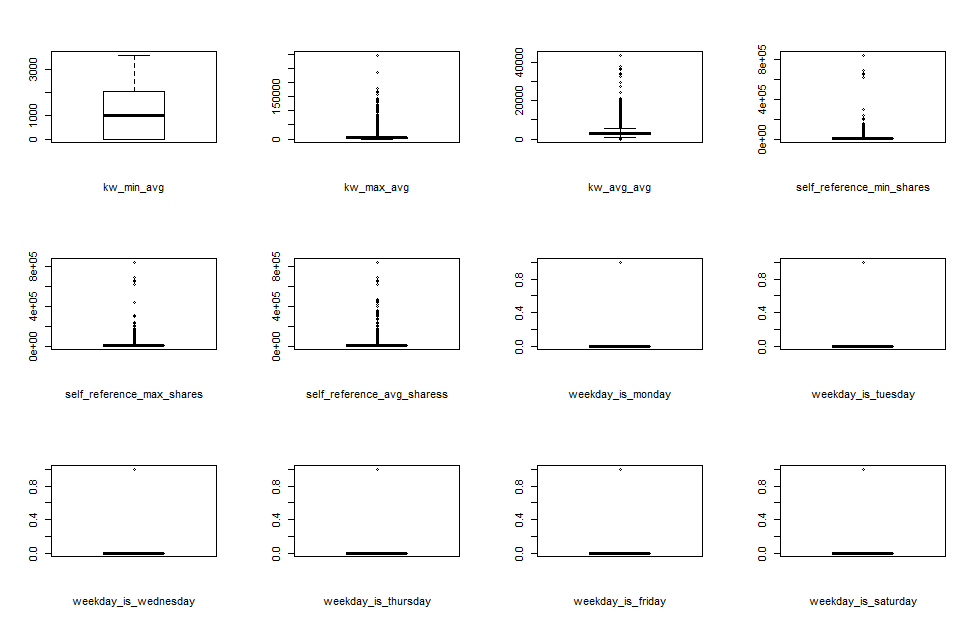 3000
1000
0
kw_min_avg
150000
0
kw_max_avg
40000
20000
0
kw_avg_avg
8e+05
4e+05
0e+00
self_reference_min_shares
8e+05
4e+05
0e+00
self_reference_max_shares
8e+05
4e+05
0e+00
self_reference_avg_sharess
0.8
0.4
0.0
weekday_is_monday
0.8
0.4
0.0
weekday_is_tuesday
0.8
0.4
0.0
weekday_is_wednesday
0.8
0.4
0.0
weekday_is_thursday
0.8
0.4
0.0
weekday_is_friday
0.8
0.4
0.0
weekday_is_saturday